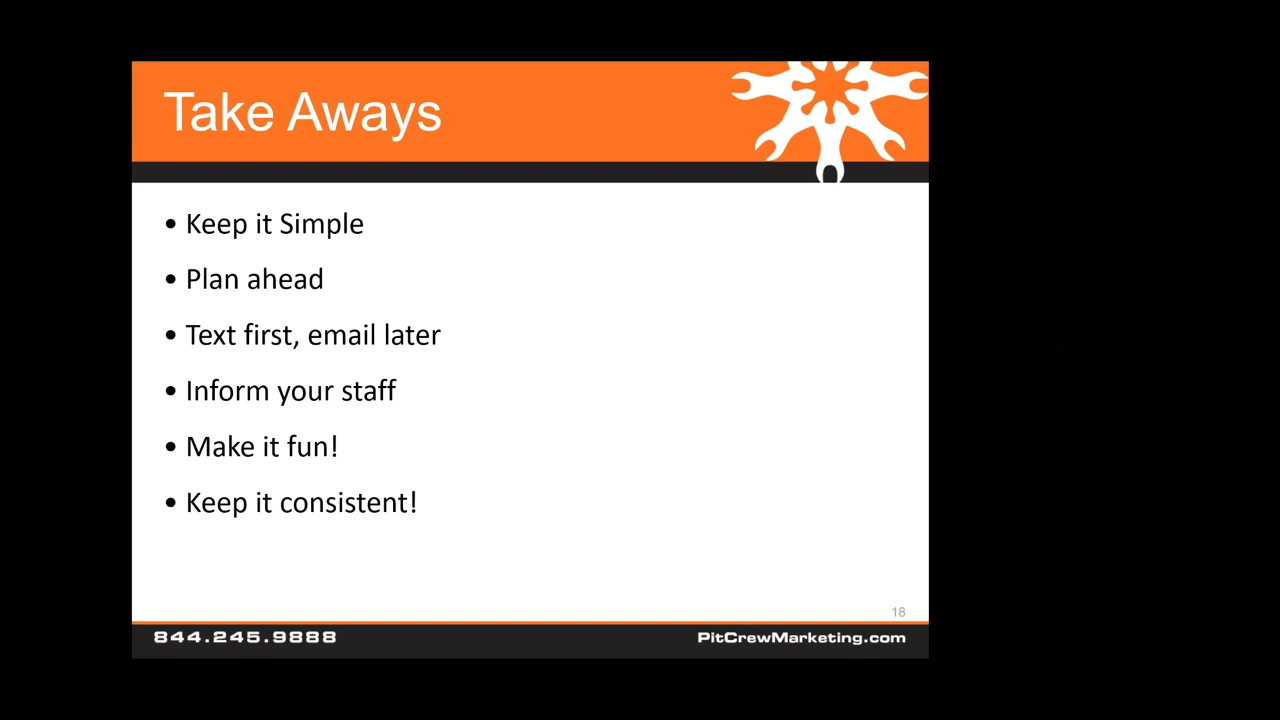 Take Aways
• Keep it Simple
• Plan ahead
• Text first, email later
• Inform your staff
• Make it fun!
• Keep it consistent!
18
844.245.9888
PitCrewMarketing.com